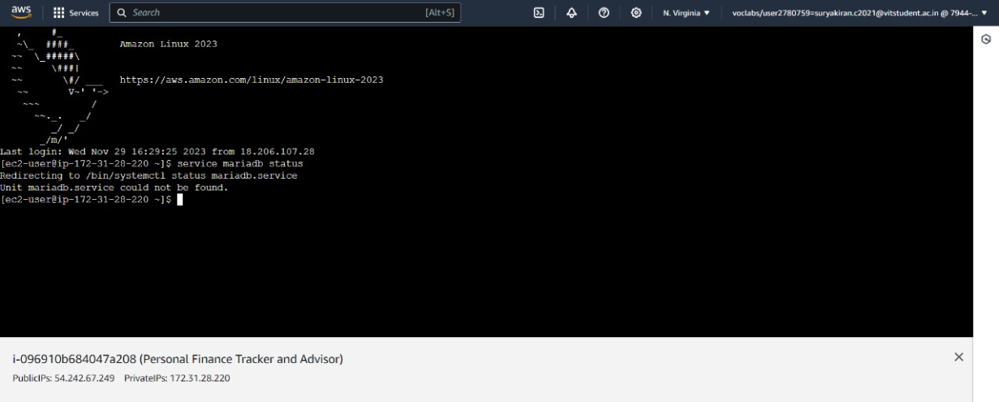 aws Services Search [Alt+S] N. Virginia voclabs/user2780759=suryakiran.c2021@vitstudent.ac.in @ 7944-...
   ,     #_
   ~\_  ####_        Amazon Linux 2023
  ~~  \_#####\
  ~~     \###|
  ~~       \#/ ___   https://aws.amazon.com/linux/amazon-linux-2023
   ~~       V~' '->
    ~~~         /
      ~~._.   _/
         _/ _/
       _/m/'
Last login: Wed Nov 29 16:29:25 2023 from 18.206.107.28
[ec2-user@ip-172-31-28-220 ~]$ service mariadb status
Redirecting to /bin/systemctl status mariadb.service
Unit mariadb.service could not be found.
[ec2-user@ip-172-31-28-220 ~]$
i-096910b684047a208 (Personal Finance Tracker and Advisor)
PublicIPs: 54.242.67.249 PrivateIPs: 172.31.28.220